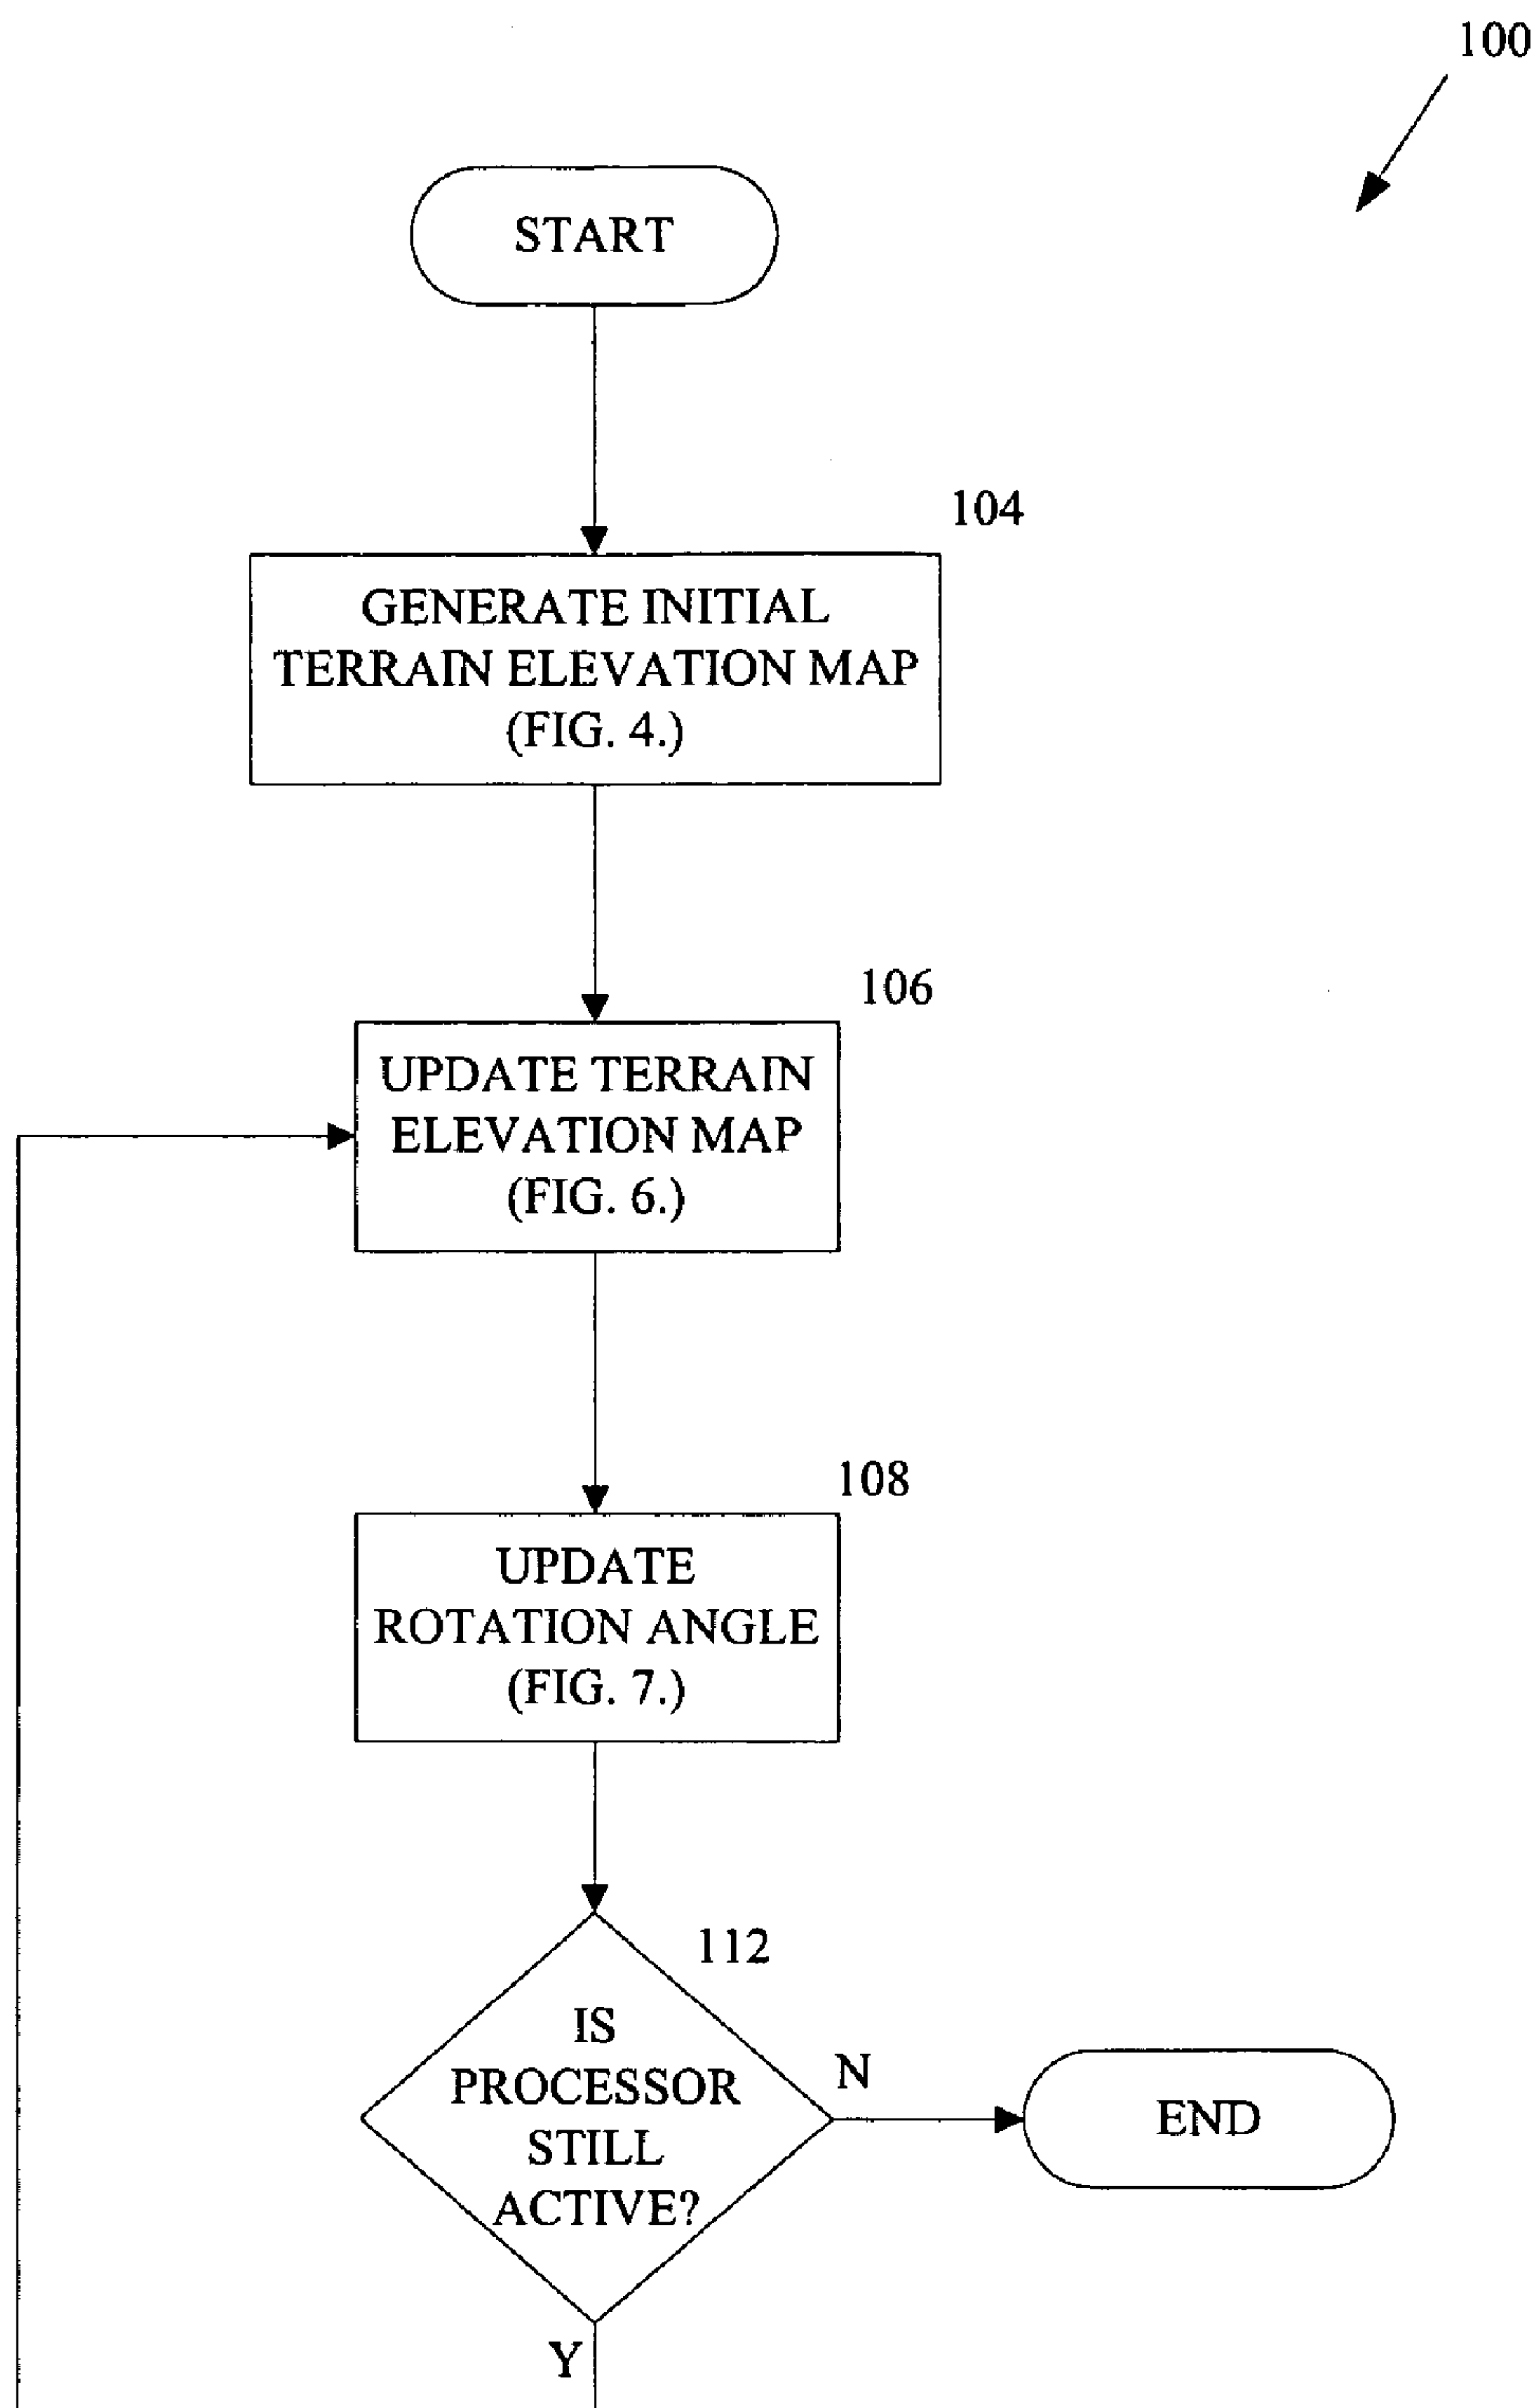 100
START
104
GENERATE INITIAL
TERRAIN ELEVATION MAP
(FIG. 4.)
106
UPDATE TERRAIN
ELEVATION MAP
(FIG. 6.)
108
UPDATE
ROTATION ANGLE
(FIG. 7.)
112
IS
PROCESSOR
STILL
ACTIVE?
N
END
Y